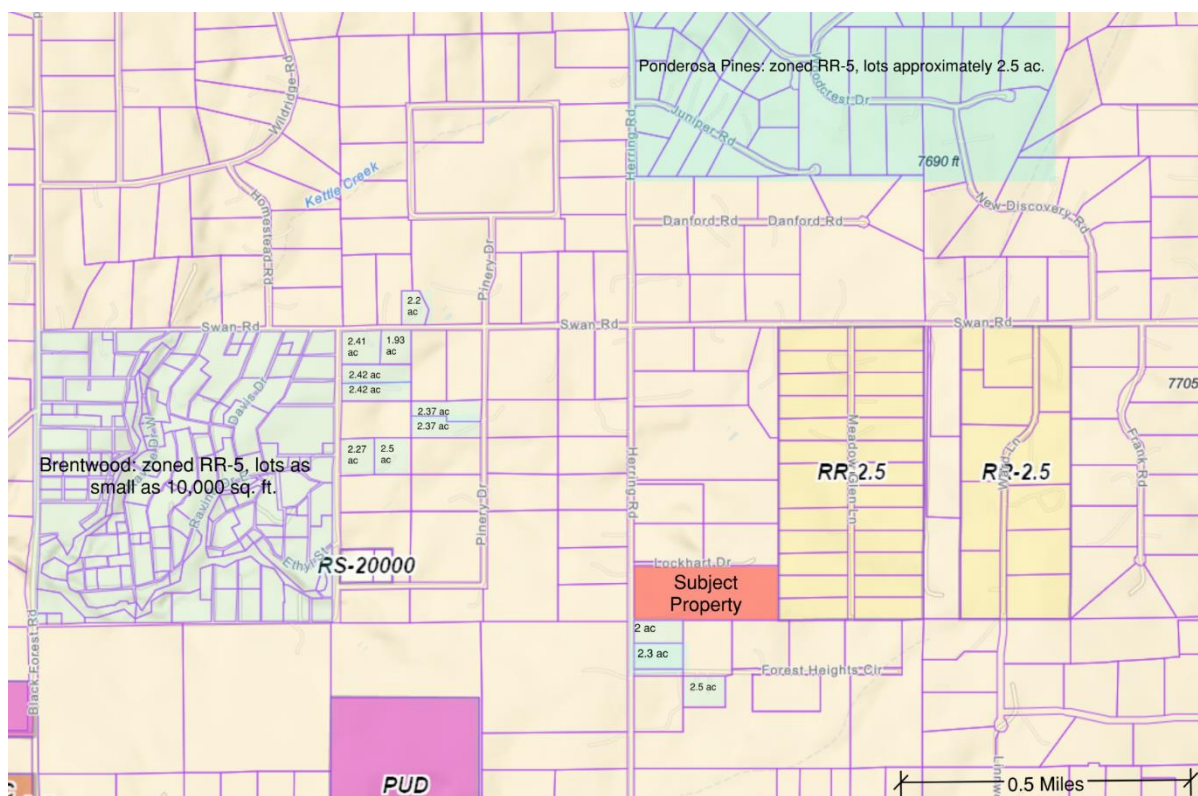 Ponderosa Pines: zoned RR-5, lots approximately 2.5 ac.
Woodcrest Dr
Wildridge Rd
Herring Rd
Juniper Rd
7690 ft
Kettle Creek
Homestead Rd
New Discovery Rd
Danford Rd
Danford Rd
Pinery Dr
2.2
ac
Swan Rd
Swan Rd
Swan Rd
2.41
ac
1.93
ac
2.42 ac
2.42 ac
7705
Davis Dr
2.37 ac
2.37 ac
2.27
ac
2.5
ac
Brentwood: zoned RR-5, lots as
small as 10,000 sq. ft.
Meadow Glen Ln
RR-2.5
RR-2.5
Frank Rd
Herring Rd
Pinery Dr
Ethyl St
RS-20000
Lockhart Dr
Subject
Property
2 ac
2.3 ac
Forest Heights Cir
2.5 ac
Black Forest Rd
PUD
0.5 Miles